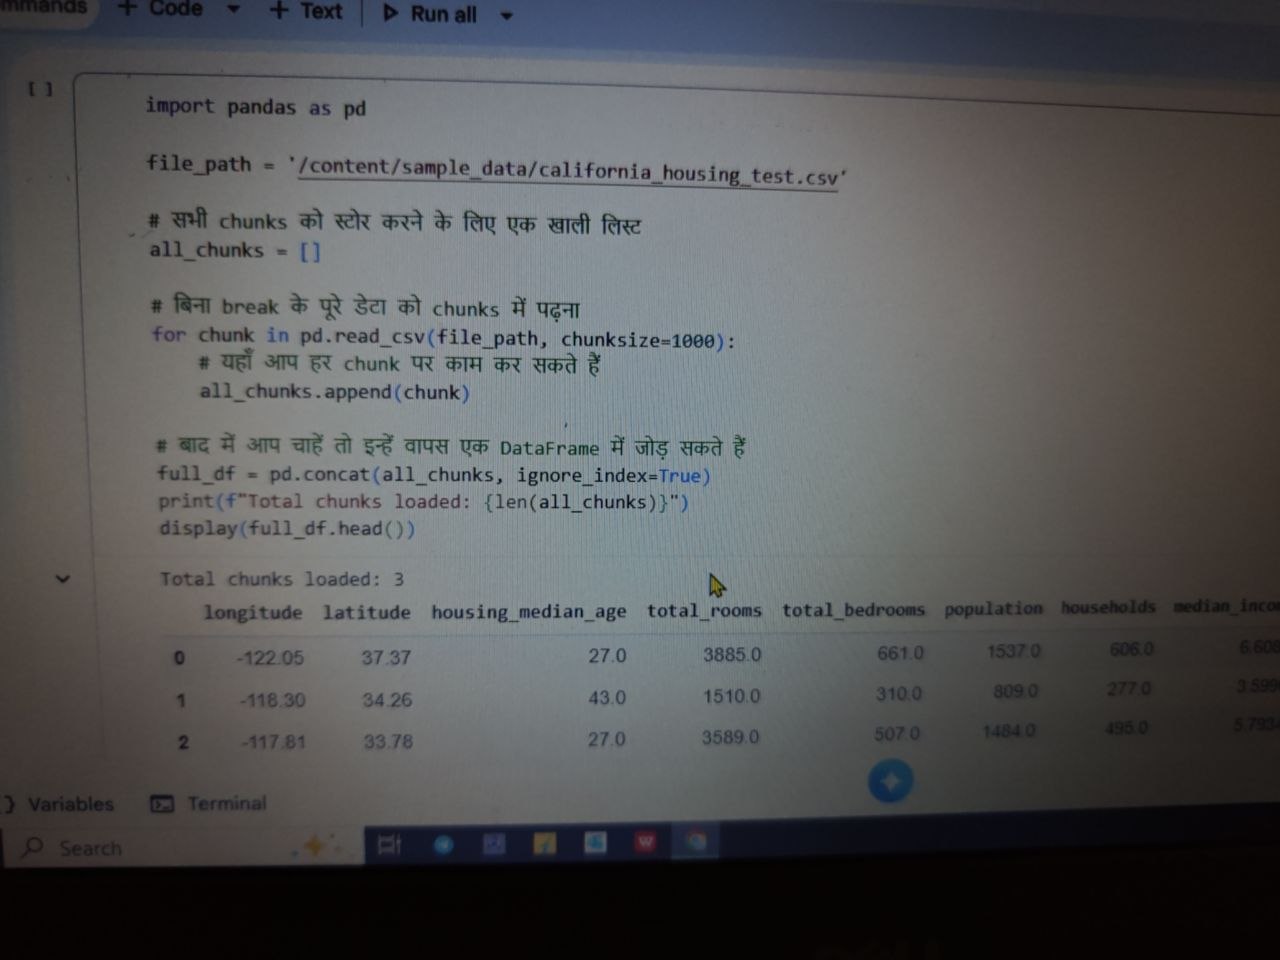 + Code
+ Text
Run all
[ ]
import pandas as pd
file_path = '/content/sample_data/california_housing_test.csv'
# सभी chunks को स्टोर करने के लिए एक खाली लिस्ट
all_chunks = []
# बिना break के पूरे डेटा को chunks में पढ़ना
for chunk in pd.read_csv(file_path, chunksize=1000):
# यहाँ आप हर chunk पर काम कर सकते हैं
all_chunks.append(chunk)
# बाद में आप चाहें तो इन्हें वापस एक DataFrame में जोड़ सकते हैं
full_df = pd.concat(all_chunks, ignore_index=True)
print(f"Total chunks loaded: {len(all_chunks)}")
display(full_df.head())
Total chunks loaded: 3
longitude latitude housing_median_age total_rooms total_bedrooms population households
0 -122.05 37.37 27.0 3885.0 661.0 1537.0 606.0
1 -118.30 34.26 43.0 1510.0 310.0 809.0 277.0
2 -117.81 33.78 27.0 3589.0 507.0 1484.0 495.0
} Variables Terminal
Search